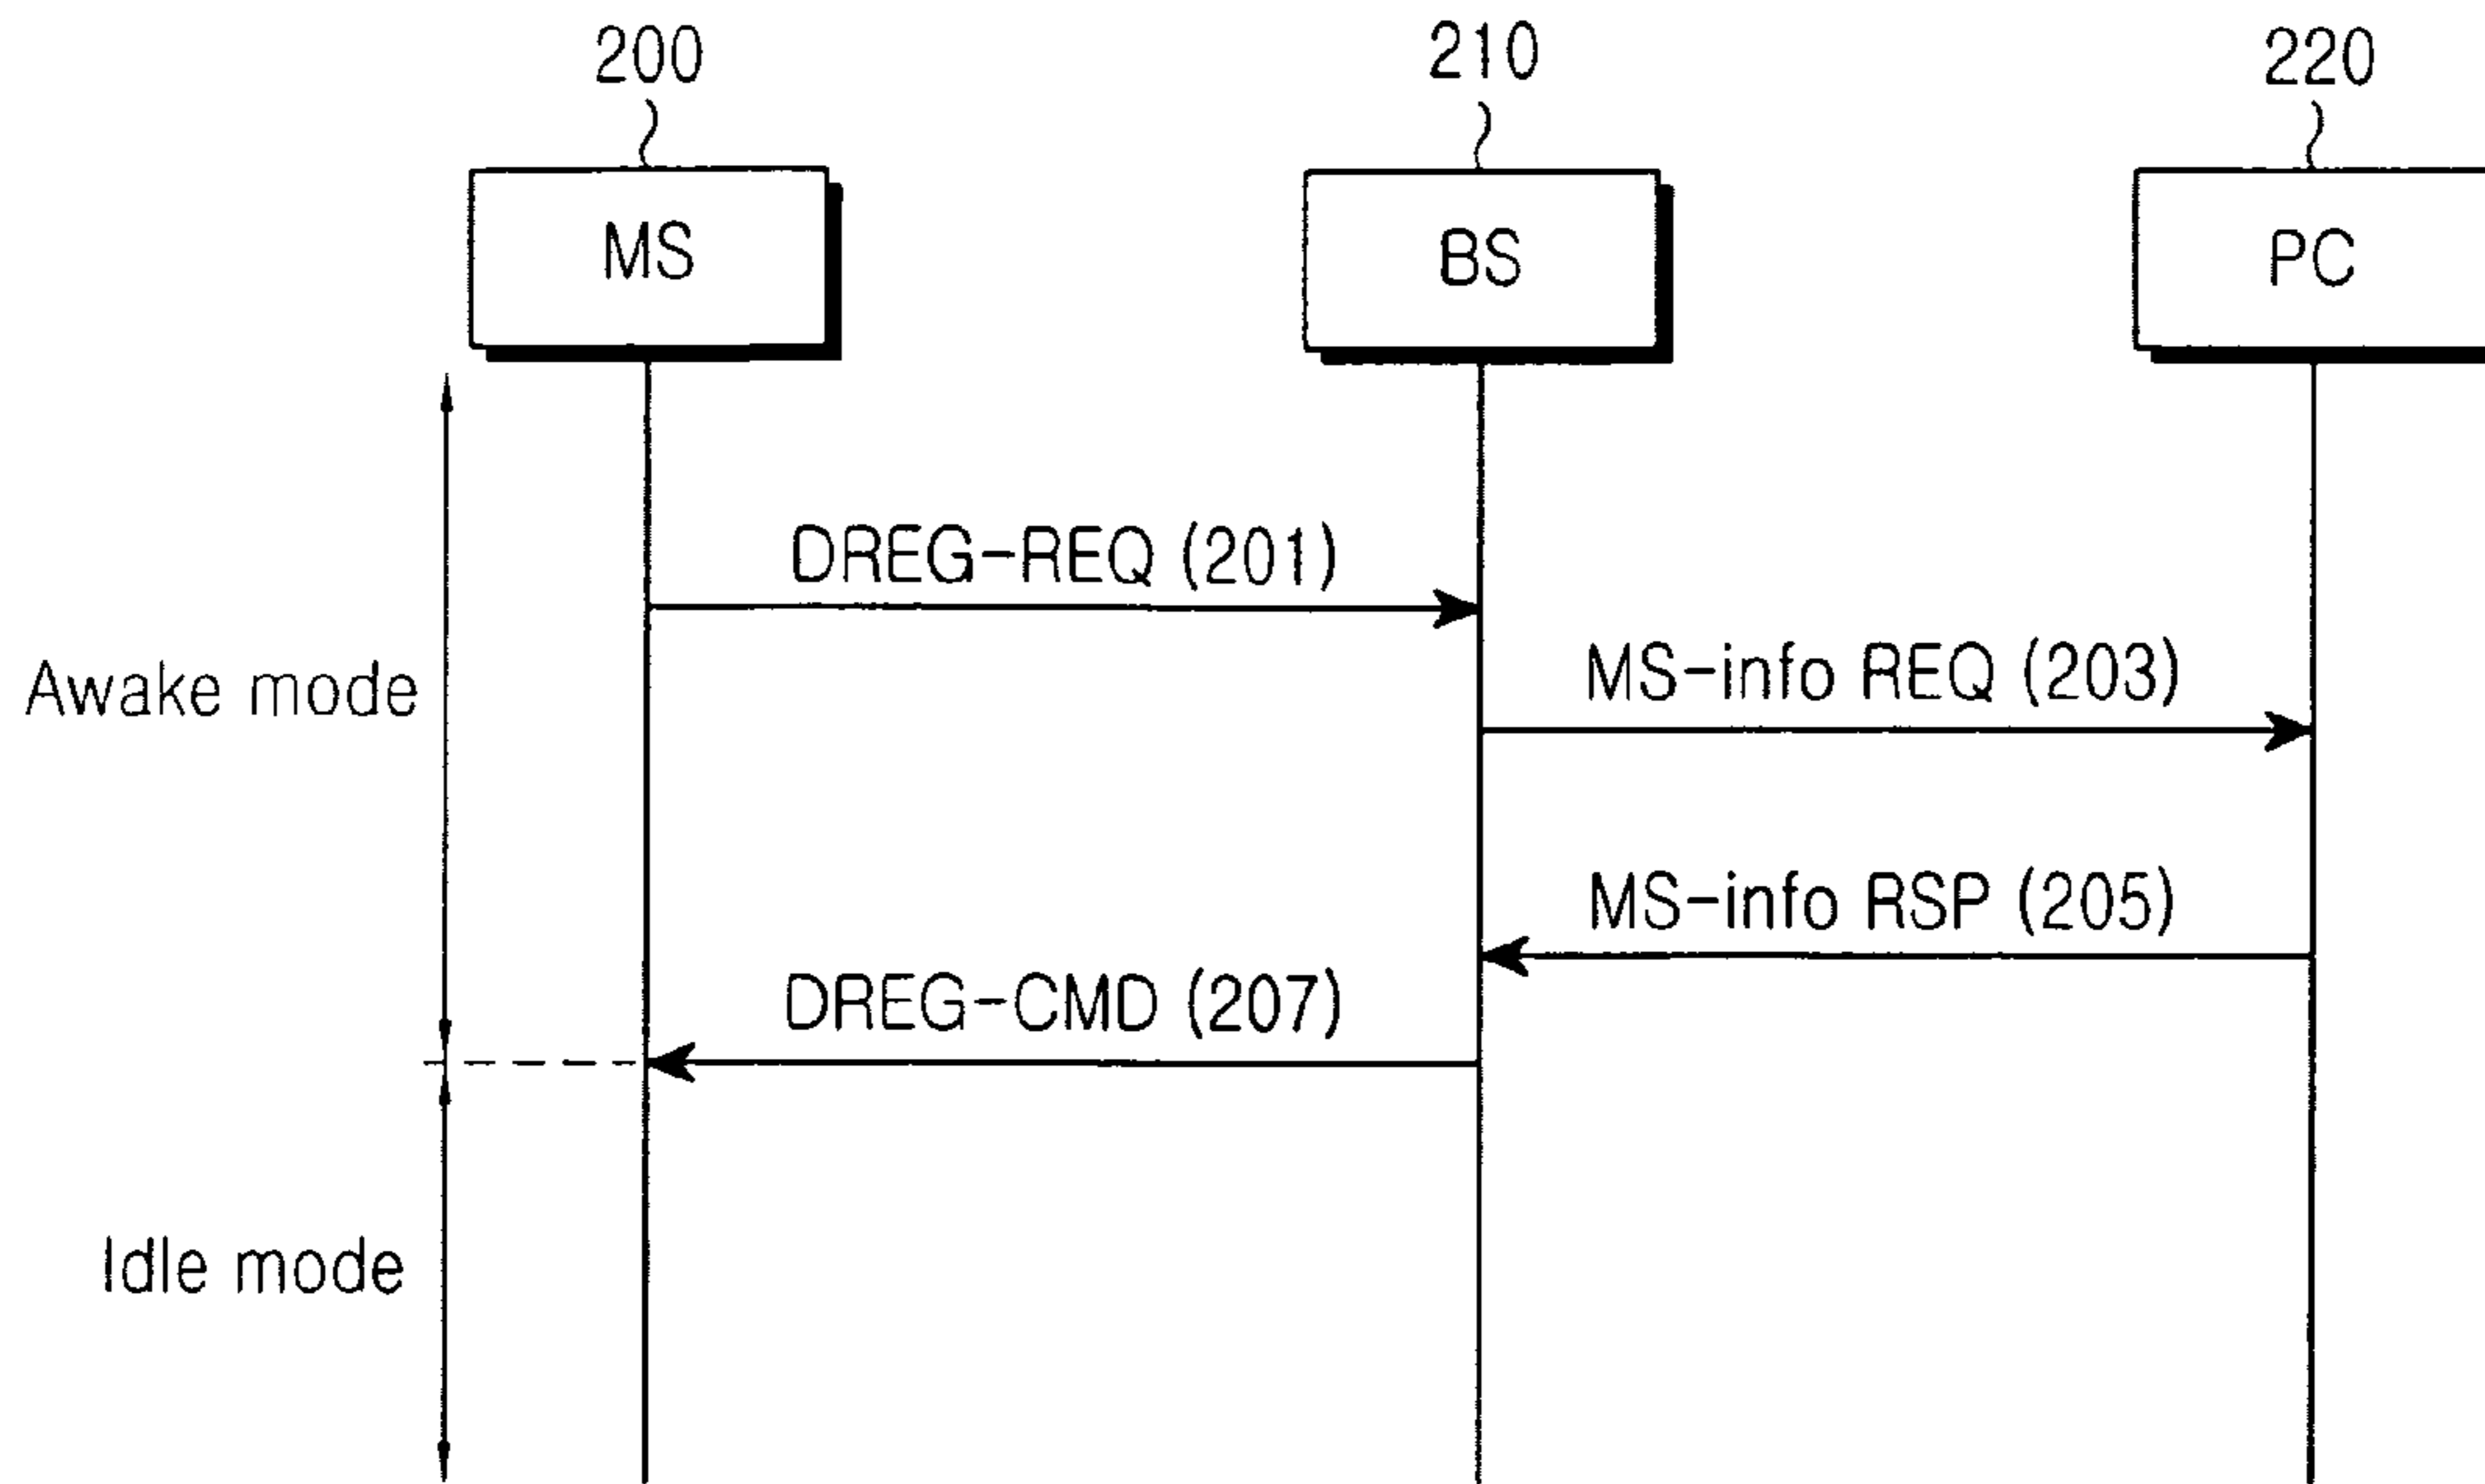 200
210
220
MS
BS
PC
DREG-REQ (201)
MS-info REQ (203)
Awake mode
MS-info RSP (205)
DREG-CMD (207)
Idle mode